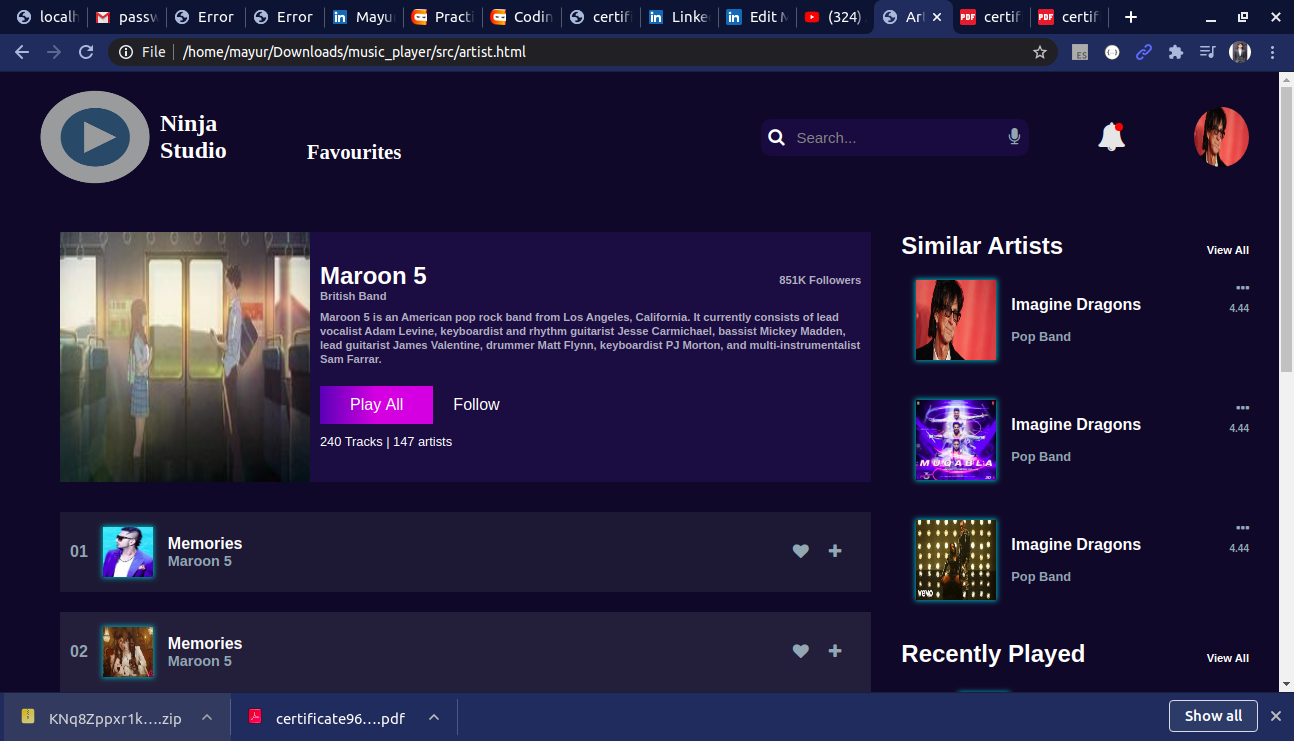 localh
passw
Error
Error
Mayur
Practi
Codin
certifi
Linke
Edit M
(324)
Art
certifi
certifi
File
/home/mayur/Downloads/music_player/src/artist.html
Ninja
Studio
Favourites
Search...
Maroon 5
851K Followers
British Band
Maroon 5 is an American pop rock band from Los Angeles, California. It currently consists of lead
vocalist Adam Levine, keyboardist and rhythm guitarist Jesse Carmichael, bassist Mickey Madden,
lead guitarist James Valentine, drummer Matt Flynn, keyboardist PJ Morton, and multi-instrumentalist
Sam Farrar.
Play All
Follow
240 Tracks | 147 artists
01
Memories
Maroon 5
02
Memories
Maroon 5
Similar Artists
View All
Imagine Dragons
4.44
Pop Band
MUQABLA
Imagine Dragons
4.44
Pop Band
vevo
Imagine Dragons
4.44
Pop Band
Recently Played
View All
KNq8Zppxr1k....zip
certificate96....pdf
Show all